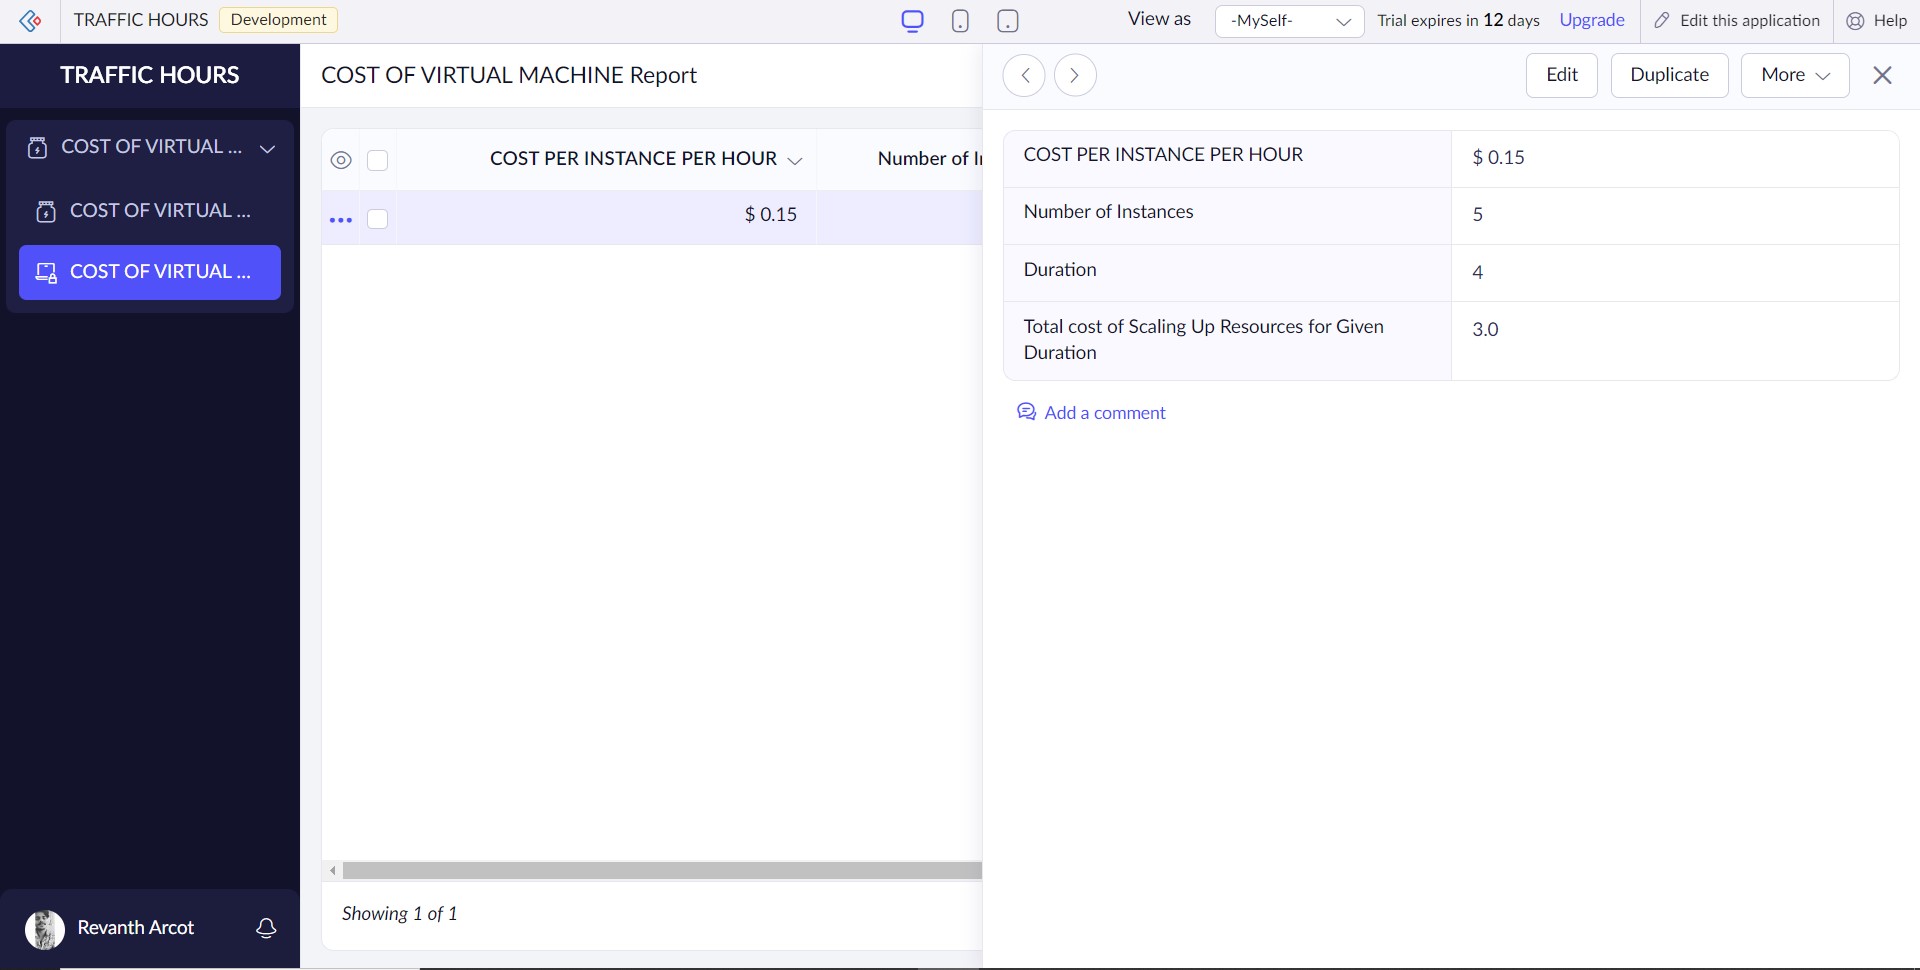 TRAFFIC HOURS Development View as -MySelf- Trial expires in 12 days Upgrade Edit this application Help
TRAFFIC HOURS
COST OF VIRTUAL ...
COST OF VIRTUAL ...
COST OF VIRTUAL ...
Revanth Arcot
COST OF VIRTUAL MACHINE Report
COST PER INSTANCE PER HOUR Number of
$ 0.15
Showing 1 of 1
Edit Duplicate More
COST PER INSTANCE PER HOUR $ 0.15
Number of Instances 5
Duration 4
Total cost of Scaling Up Resources for Given 3.0
Duration
Add a comment